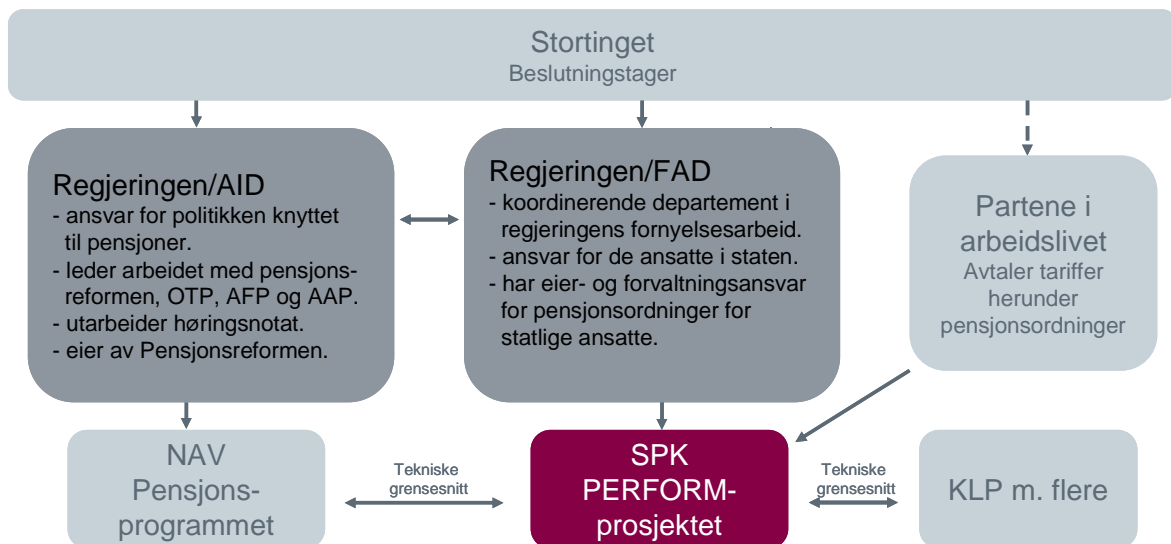 Stortinget
Beslutningstager
Regjeringen/AID
- ansvar for politikken knyttet
til pensjoner.
- leder arbeidet med pensjons-
reformen, OTP, AFP og AAP.
- utarbeider høringsnotat.
- eier av Pensjonsreformen.
Regjeringen/FAD
- koordinerende departement i
regjeringens fornyelsesarbeid.
- ansvar for de ansatte i staten.
- har eier- og forvaltningsansvar
for pensjonsordninger for
statlige ansatte.
Partene i
arbeidslivet
Avtaler tariffer
herunder
pensjonsordninger
NAV
Pensjons-
programmet
Tekniske
grensesnitt
SPK
PERFORM-
prosjektet
Tekniske
grensesnitt
KLP m. flere